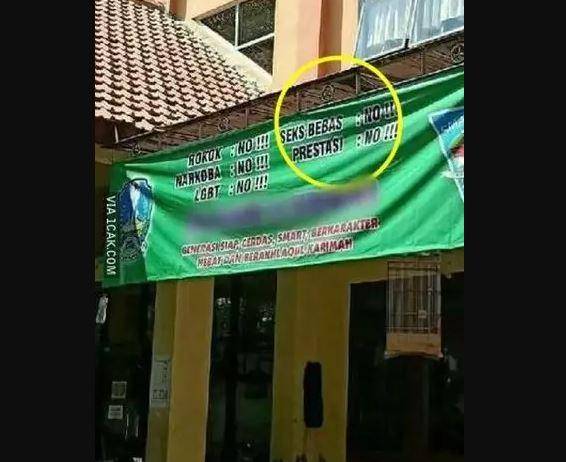 ROKOK : NO !!!
NARKOBA : NO !!!
LGBT : NO !!!
SEKS BEBAS : NO !!!
PRESTASI : NO !!!
GENERASI SIAP, CERDAS, SMART, BERKARAKTER
HEBAT DAN BERAKHLAQUL KARIMAH
VIA 1CAK.COM